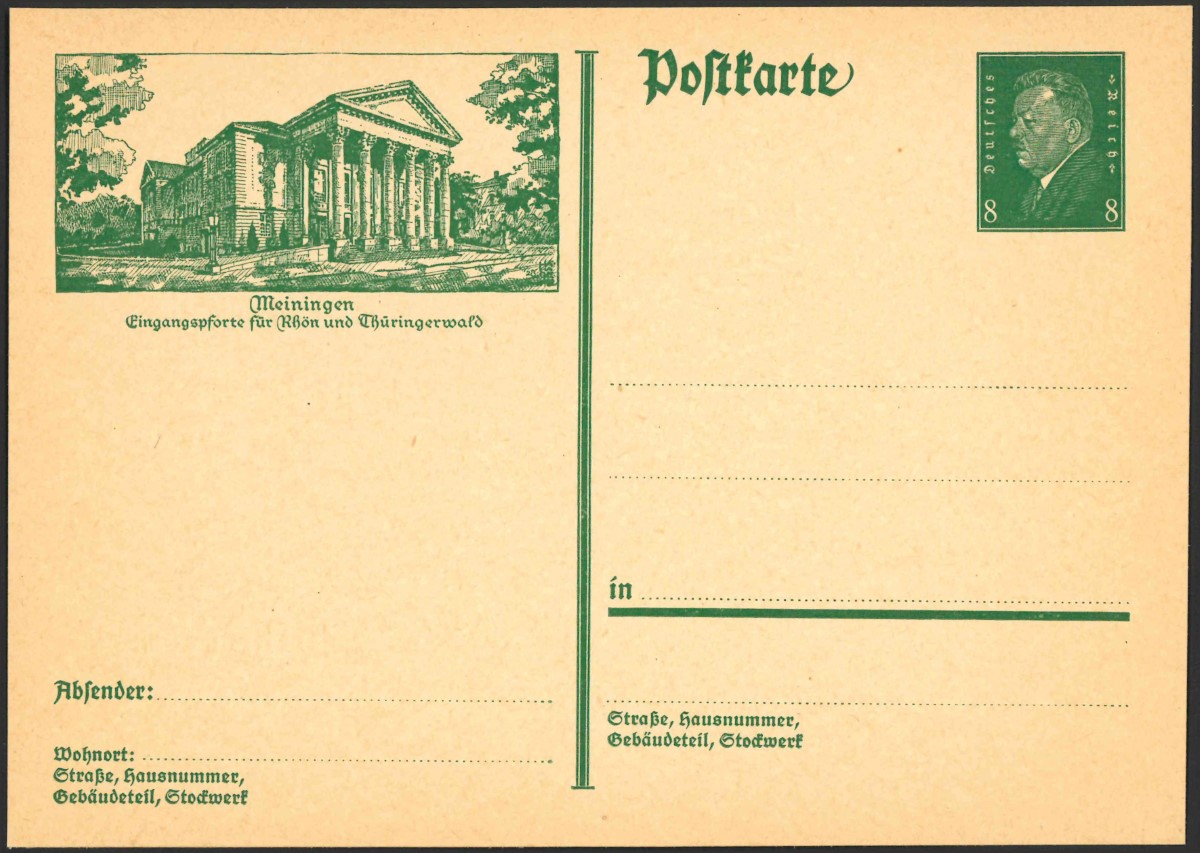 Meiningen
Eingangspforte für Rhön und Thüringerwald
Absender:
Wohnort:
Straße, Hausnummer,
Gebäudeteil, Stockwerk
Postkarte
Deutsches
Reich
8 8
in
Straße, Hausnummer,
Gebäudeteil, Stockwerk